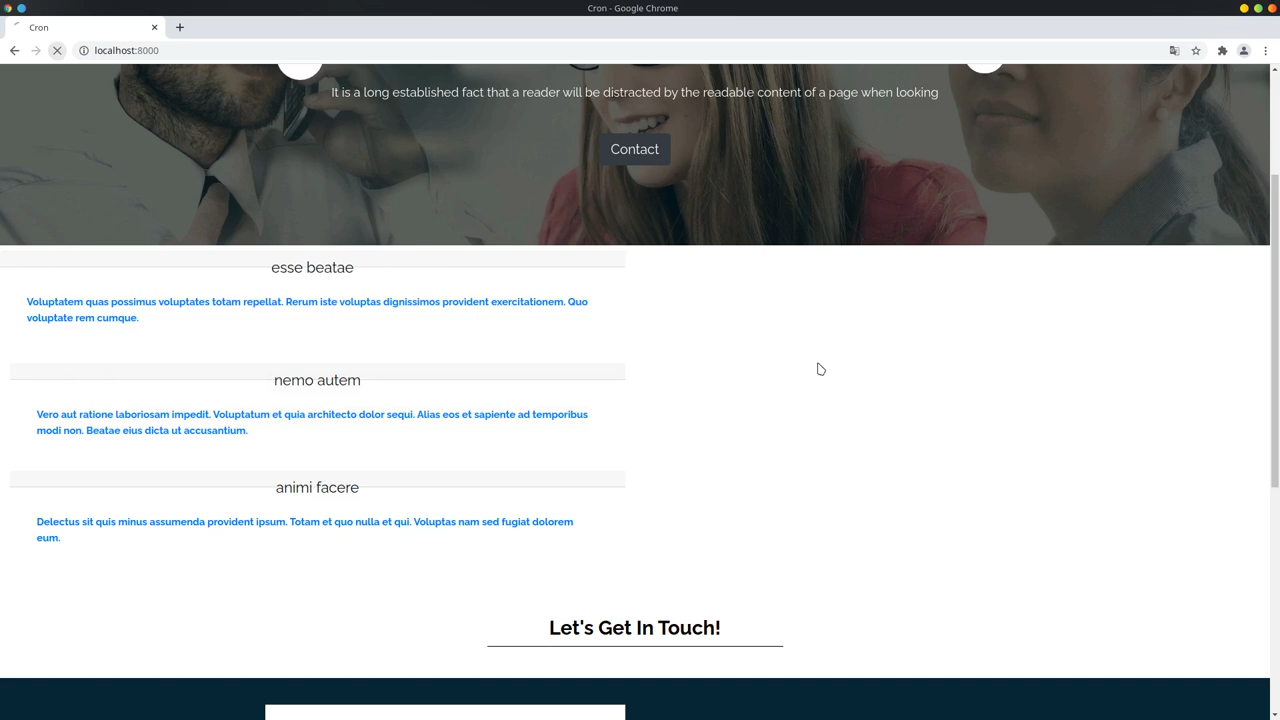 Cron - Google Chrome
Cron
localhost:8000
It is a long established fact that a reader will be distracted by the readable content of a page when looking
Contact
esse beatae
Voluptatem quas possimus voluptates totam repellat. Rerum iste voluptas dignissimos provident exercitationem. Quo
voluptate rem cumque.
nemo autem
Vero aut ratione laboriosam impedit. Voluptatum et quia architecto dolor sequi. Alias eos et sapiente ad temporibus
modi non. Beatae eius dicta ut accusantium.
animi facere
Delectus sit quis minus assumenda provident ipsum. Totam et quo nulla et qui. Voluptas nam sed fugiat dolorem
eum.
Let's Get In Touch!